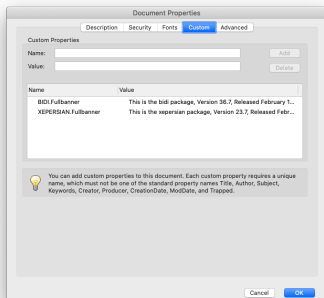 Document Properties
Description Security Fonts Custom Advanced
Custom Properties
Name: Add
Value: Delete
Name Value
BIDI.Fullbanner This is the bidi package, Version 36.7, Released February 1...
XEPERSIAN.Fullbanner This is the xepersian package, Version 23.7, Released Febr...
You can add custom properties to this document. Each custom property requires a unique
name, which must not be one of the standard property names Title, Author, Subject,
Keywords, Creator, Producer, CreationDate, ModDate, and Trapped.
Cancel OK